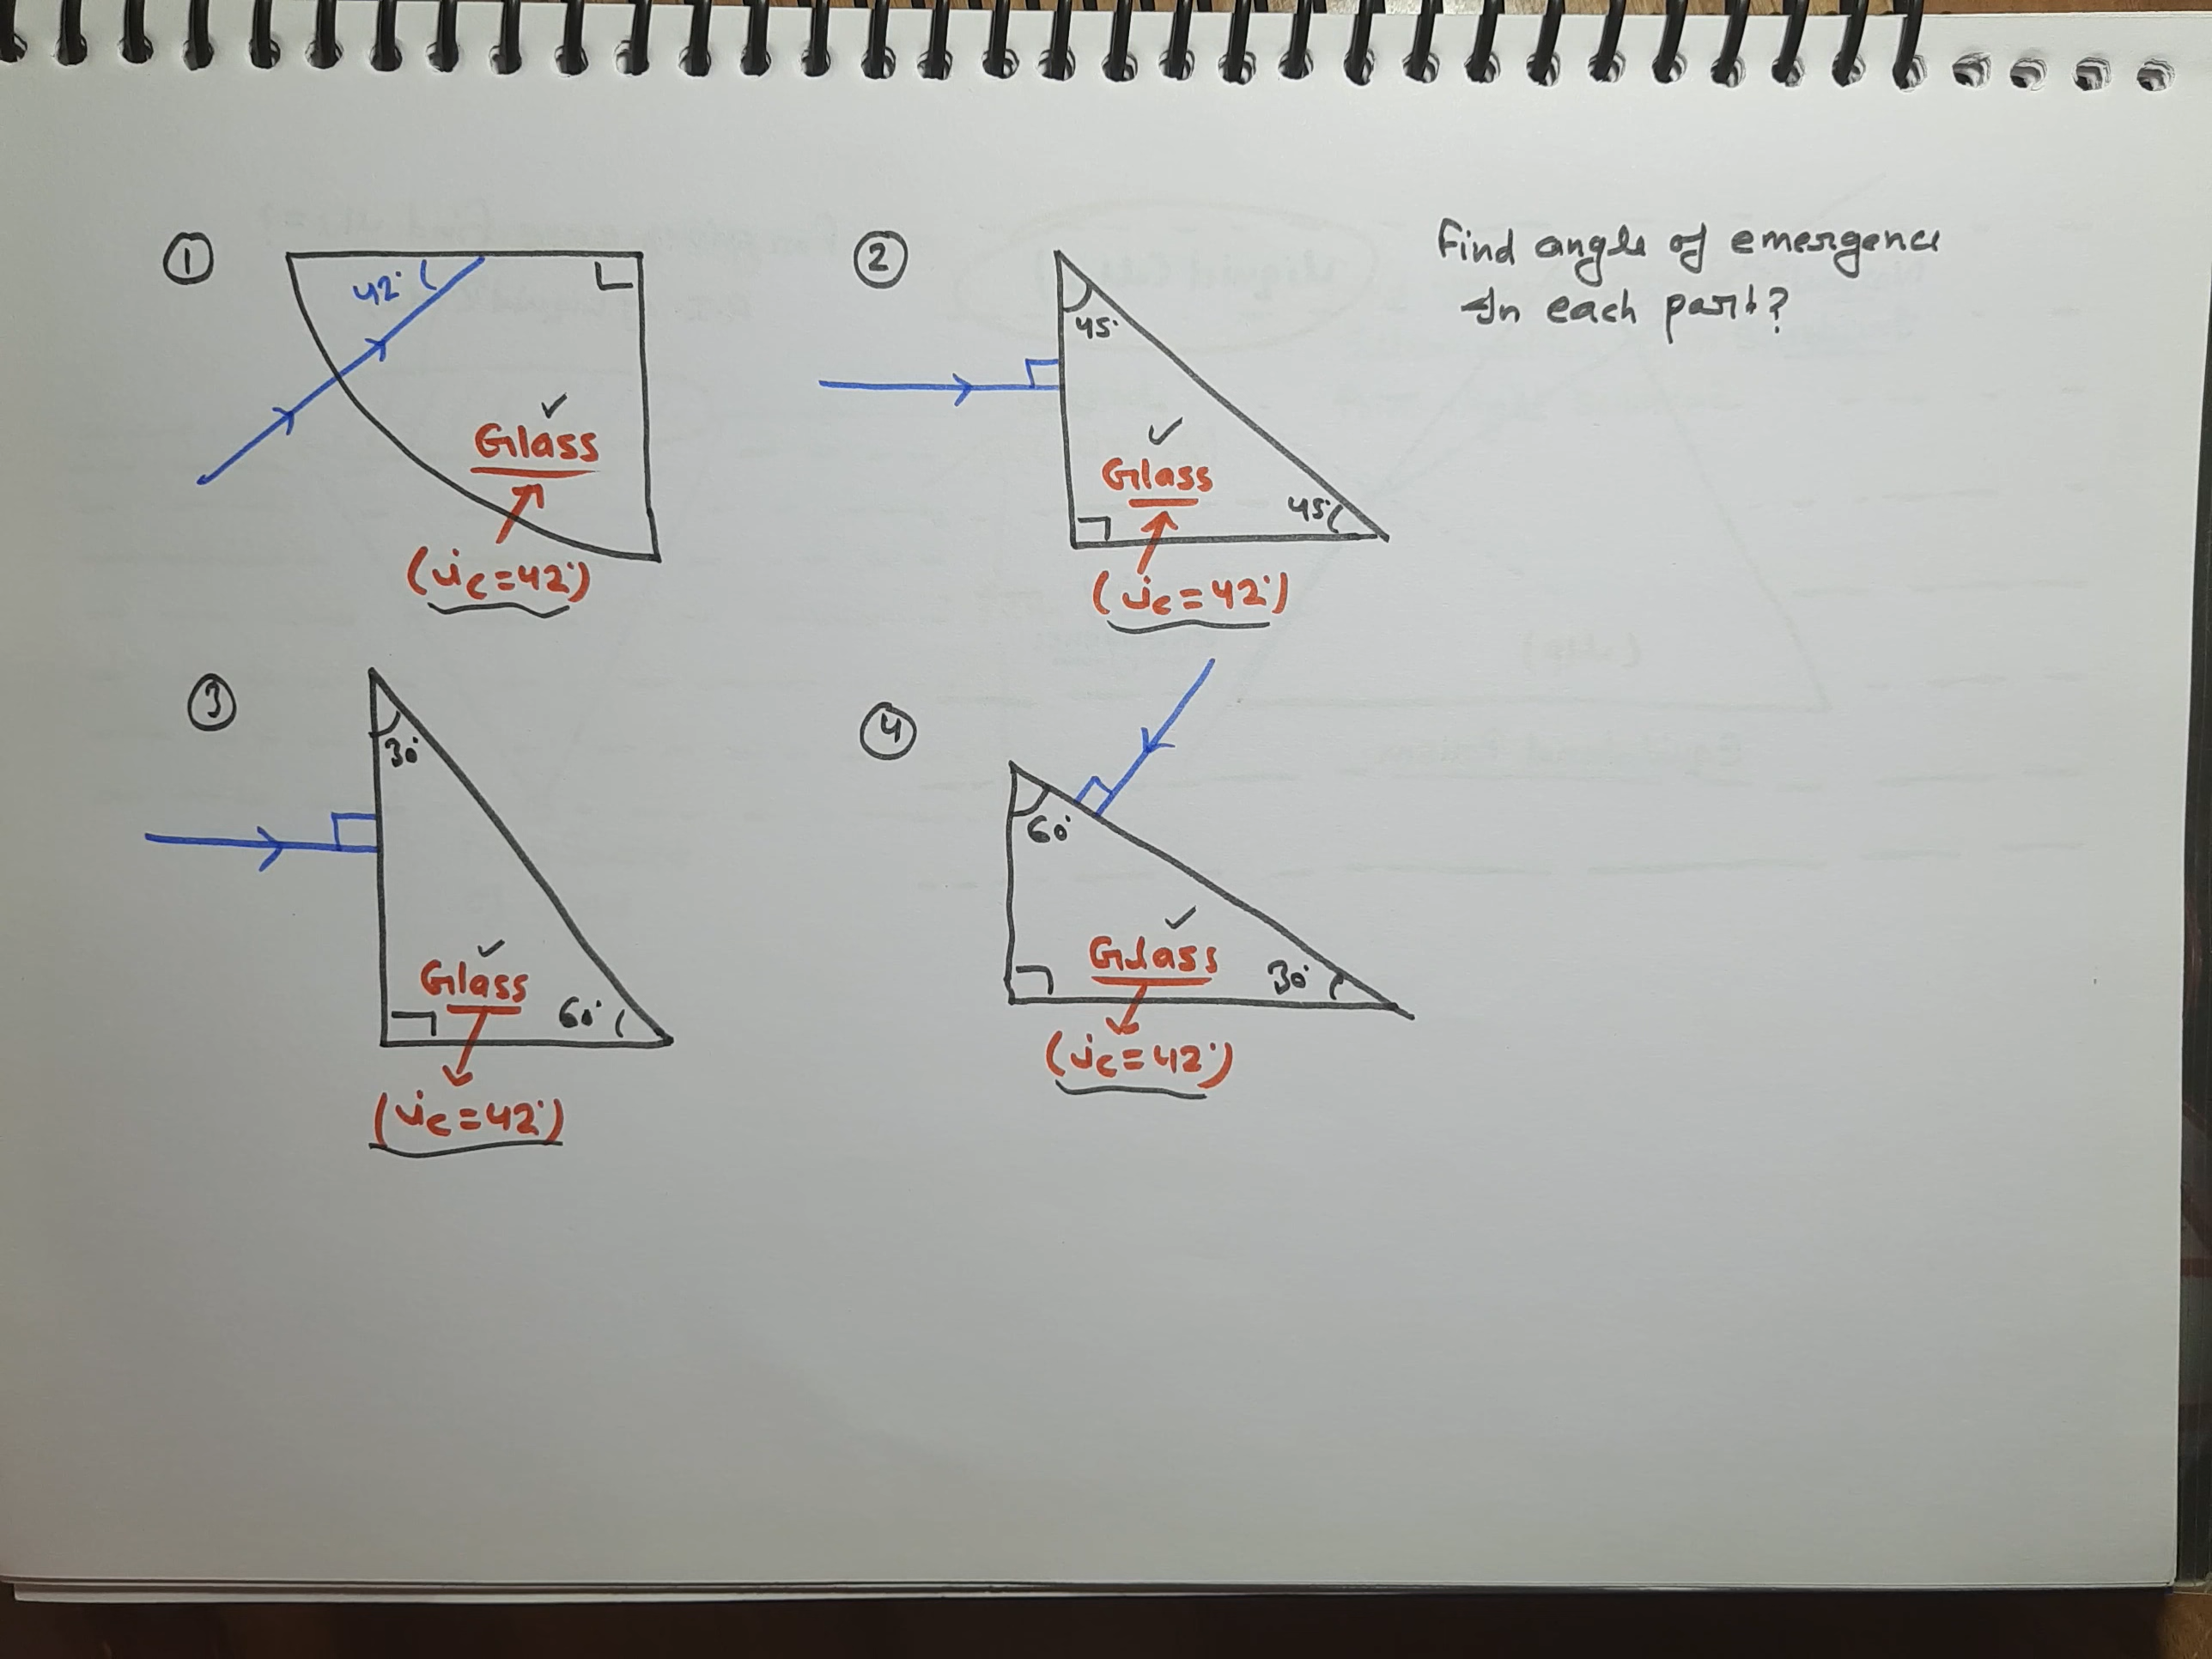 ① 42°
Glass
(ic=42°)
② 45°
Glass
45°
(ic=42°)
Find angle of emergence
In each part?
③ 30°
Glass
60°
(ic=42°)
④ 60°
Glass
30°
(ic=42°)